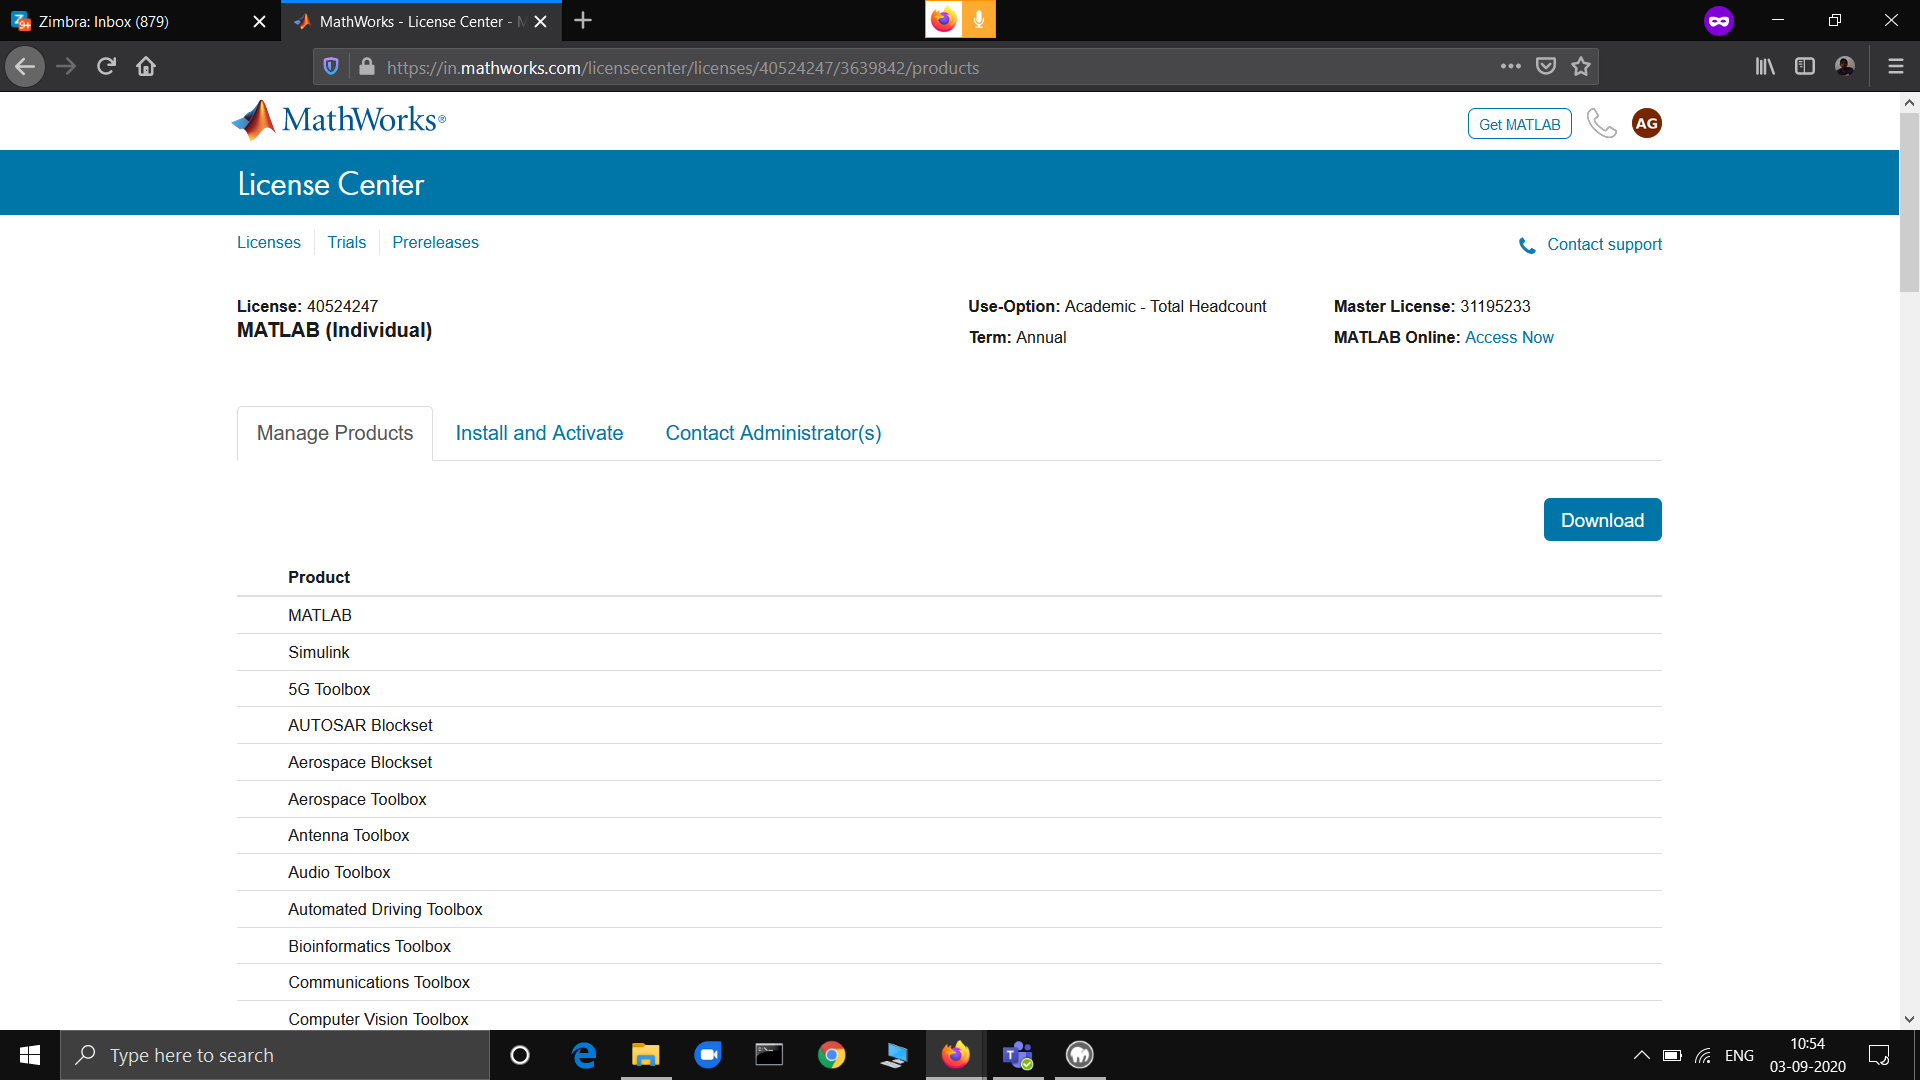 Zimbra: Inbox (879)
MathWorks - License Center -
https://in.mathworks.com/licensecenter/licenses/40524247/3639842/products
MathWorks®
Get MATLAB
AG
License Center
Licenses
Trials
Prereleases
Contact support
License: 40524247
MATLAB (Individual)
Use-Option: Academic - Total Headcount
Term: Annual
Master License: 31195233
MATLAB Online: Access Now
Manage Products
Install and Activate
Contact Administrator(s)
Download
Product
MATLAB
Simulink
5G Toolbox
AUTOSAR Blockset
Aerospace Blockset
Aerospace Toolbox
Antenna Toolbox
Audio Toolbox
Automated Driving Toolbox
Bioinformatics Toolbox
Communications Toolbox
Computer Vision Toolbox
Type here to search
ENG
10:54
03-09-2020